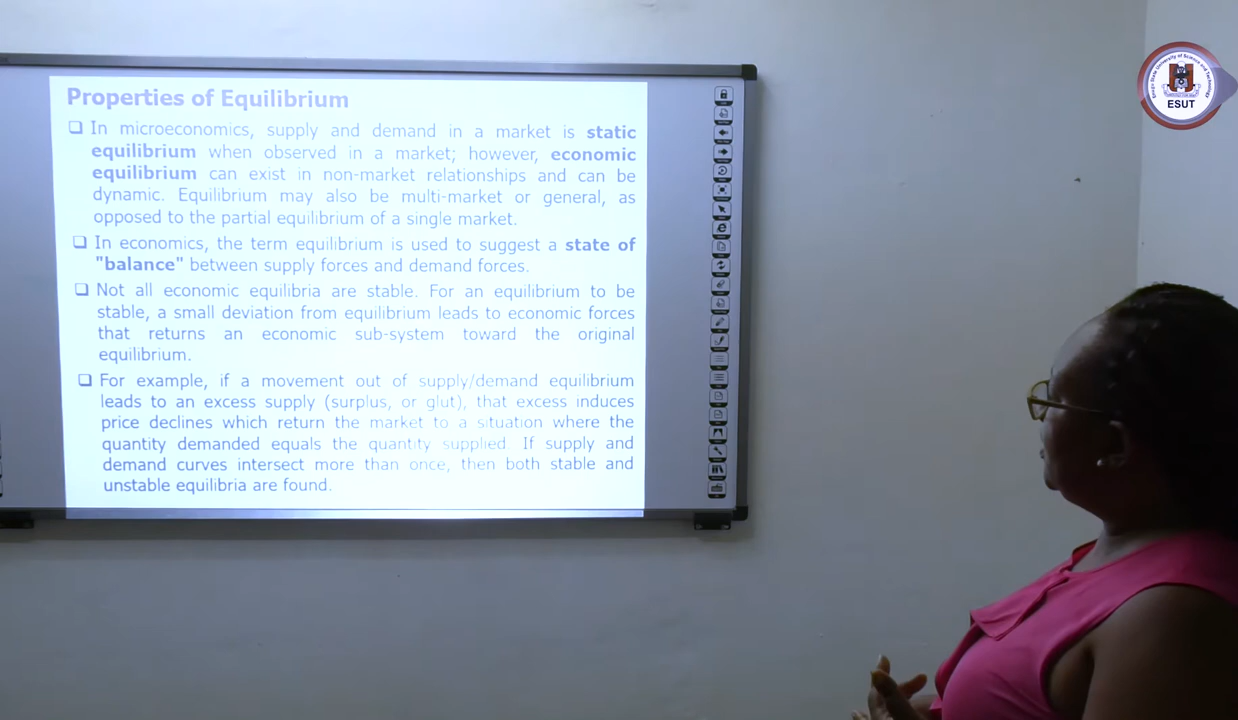 Properties of Equilibrium
❑ In microeconomics, supply and demand in a market is static
equilibrium when observed in a market; however, economic
equilibrium can exist in non-market relationships and can be
dynamic. Equilibrium may also be multi-market or general, as
opposed to the partial equilibrium of a single market.
❑ In economics, the term equilibrium is used to suggest a state of
"balance" between supply forces and demand forces.
❑ Not all economic equilibria are stable. For an equilibrium to be
stable, a small deviation from equilibrium leads to economic forces
that returns an economic sub-system toward the original
equilibrium.
❑ For example, if a movement out of supply/demand equilibrium
leads to an excess supply (surplus, or glut), that excess induces
price declines which return the market to a situation where the
quantity demanded equals the quantity supplied. If supply and
demand curves intersect more than once, then both stable and
unstable equilibria are found.
Enugu State University of Science and Technology
ESUT